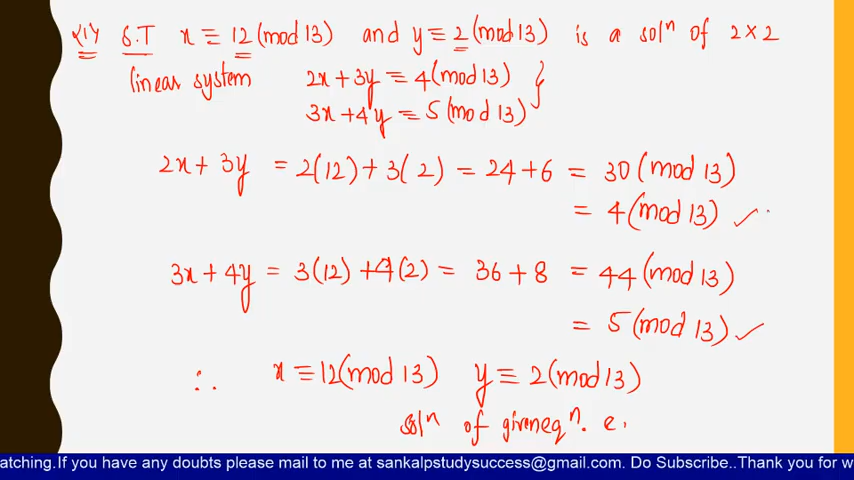 Q1) S.T x ≡ 12 (mod 13) and y ≡ 2 (mod 13) is a solⁿ of 2×2
linear system 2x + 3y ≡ 4 (mod 13) }
3x + 4y ≡ 5 (mod 13)
2x + 3y = 2(12) + 3(2) = 24 + 6 = 30 (mod 13)
= 4 (mod 13) ✓
3x + 4y = 3(12) + 4(2) = 36 + 8 = 44 (mod 13)
= 5 (mod 13) ✓
∴ x ≡ 12 (mod 13) y ≡ 2 (mod 13)
solⁿ of given eqⁿ. e.
atching.If you have any doubts please mail to me at sankalpstudysuccess@gmail.com. Do Subscribe..Thank you for w